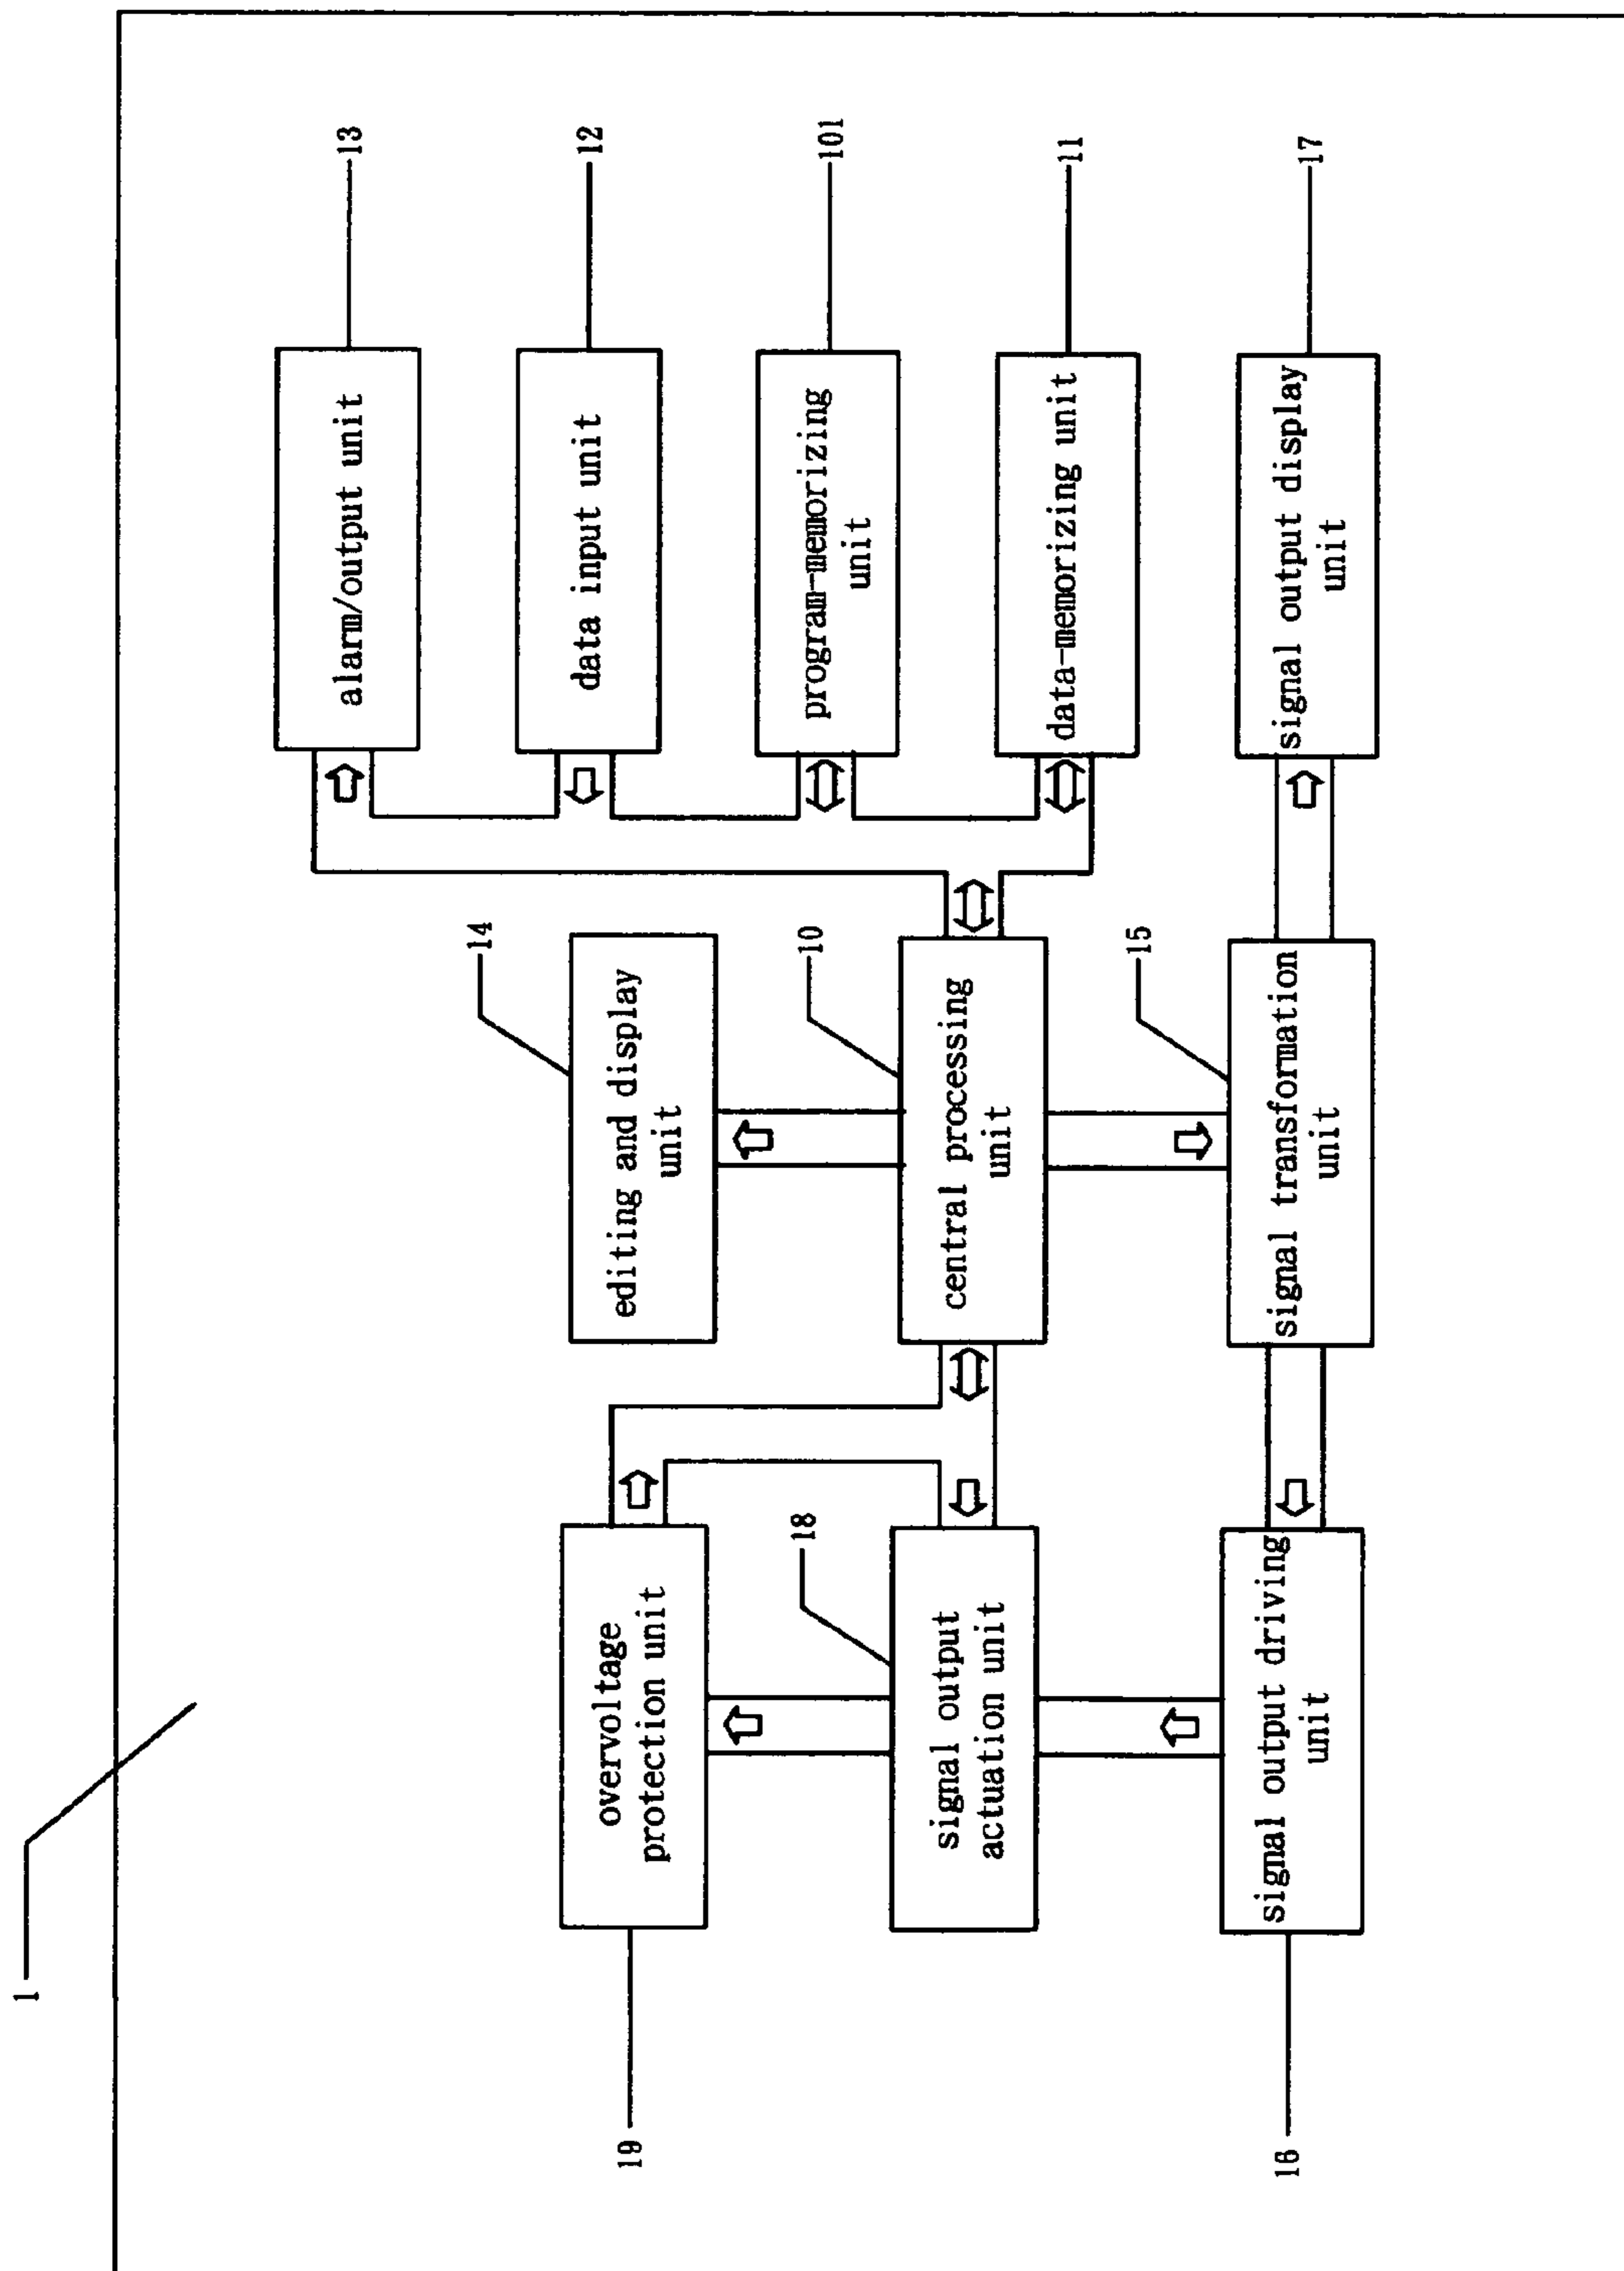 1
alarm/output unit
13
14
data input unit
12
19
overvoltage
protection unit
editing and display
unit
18
10
program-memorizing
unit
101
signal output
actuation unit
central processing
unit
data-memorizing unit
11
15
16
signal output driving
unit
signal transformation
unit
signal output display
unit
17